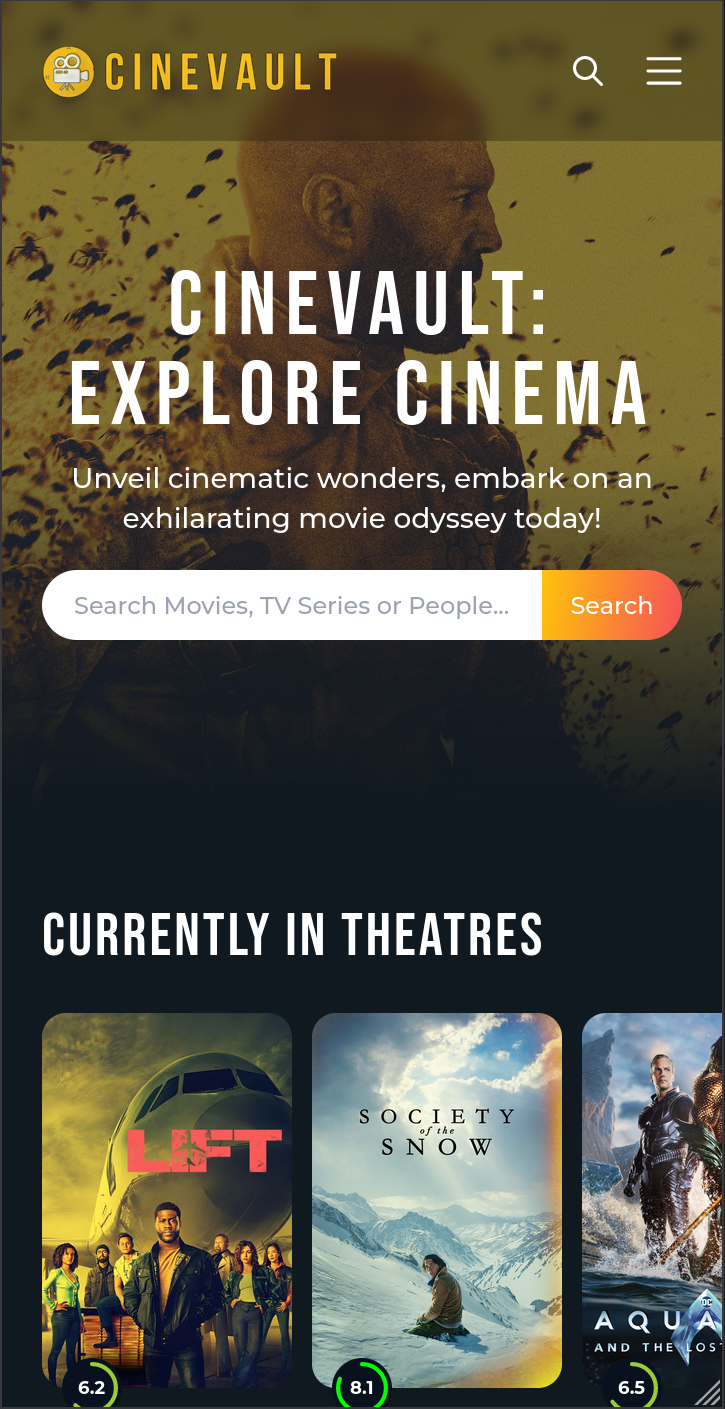 CINEVAULT
CINEVAULT:
EXPLORE CINEMA
Unveil cinematic wonders, embark on an
exhilarating movie odyssey today!
Search Movies, TV Series or People...
Search
CURRENTLY IN THEATRES
LIFT
SOCIETY
of the
SNOW
DC
AQUA
AND THE LOST
6.2
8.1
6.5